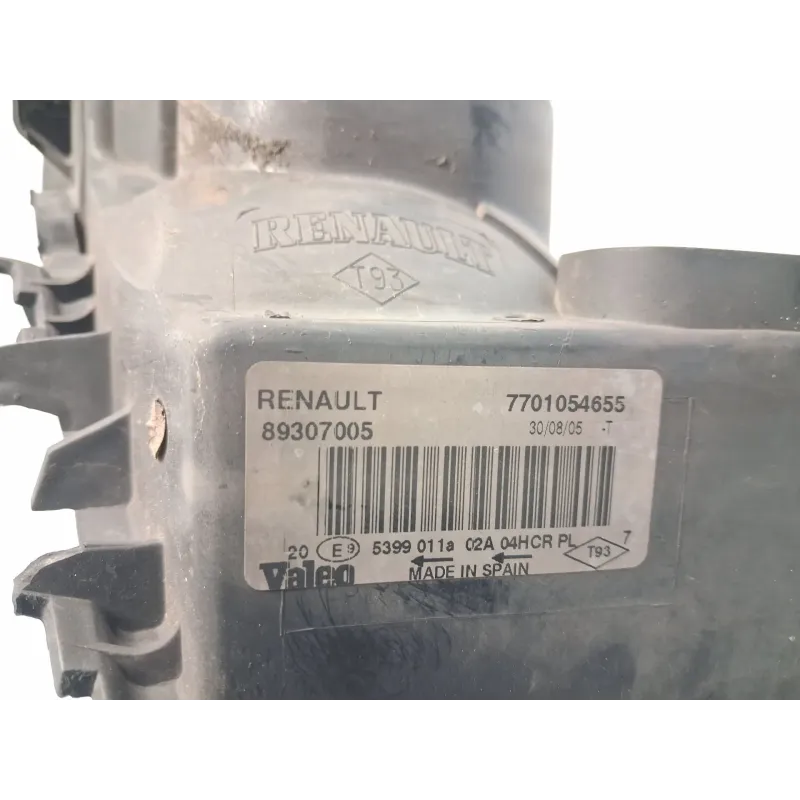 RENAULT
T93
RENAULT 7701054655
89307005 30/08/05 -T
20 E9 5399 011a 02A 04HCR PL T93 7
Valeo MADE IN SPAIN